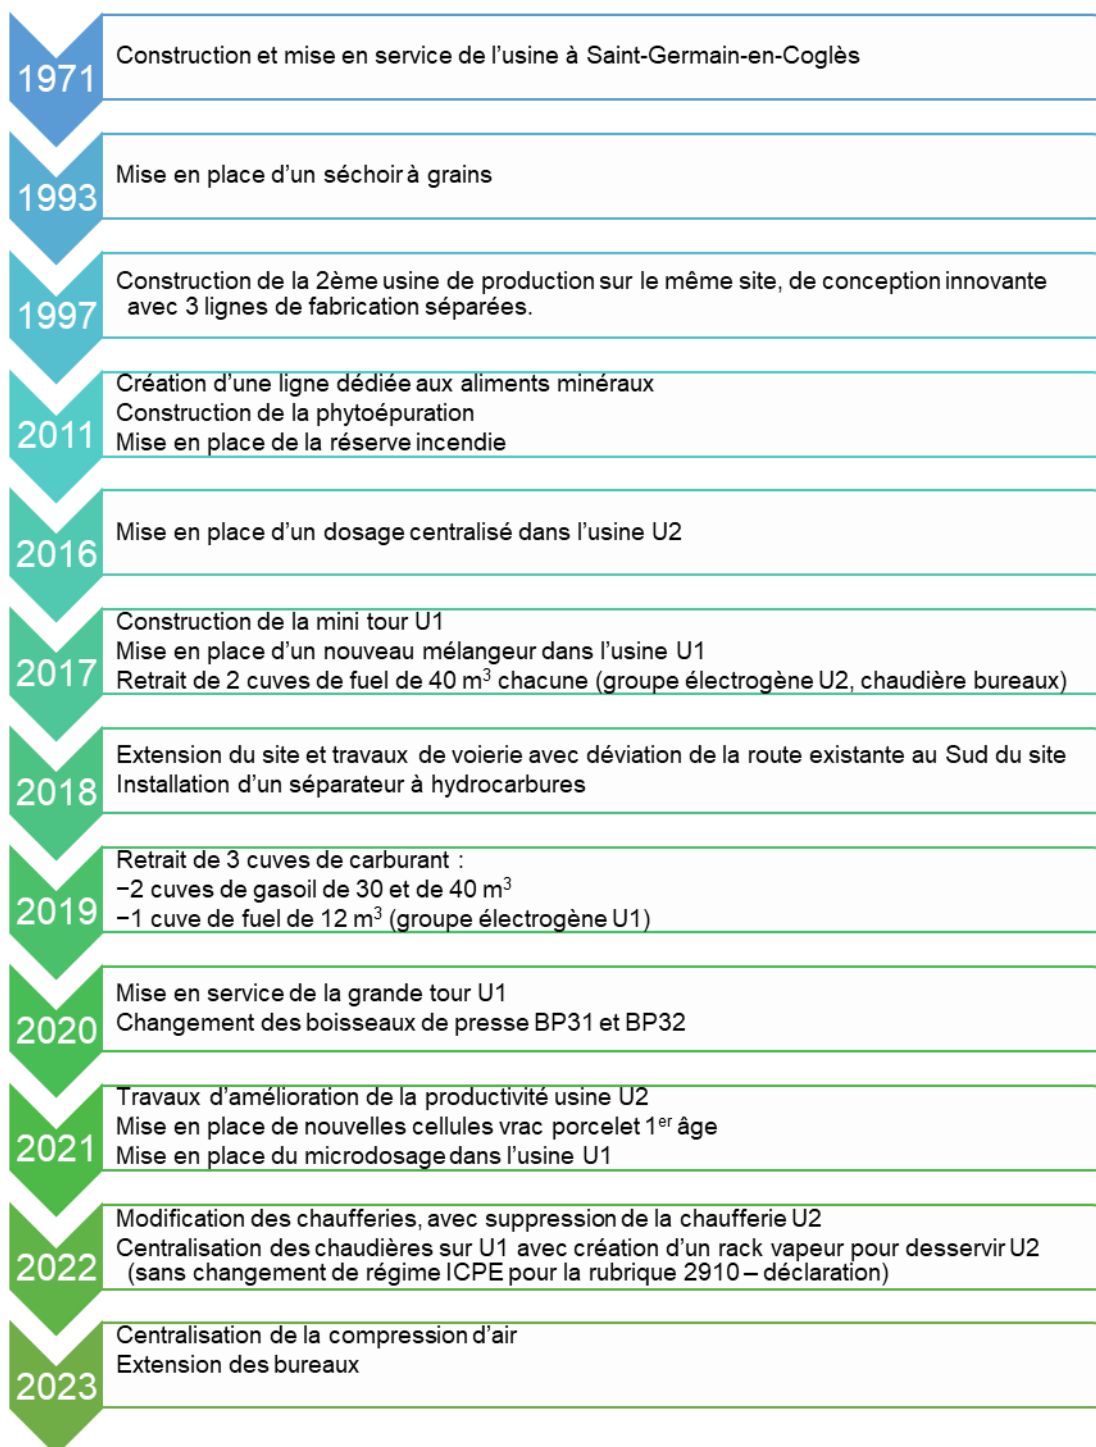 1971
Construction et mise en service de l’usine à Saint-Germain-en-Coglès
1993
Mise en place d’un séchoir à grains
1997
Construction de la 2ème usine de production sur le même site, de conception innovante
avec 3 lignes de fabrication séparées.
2011
Création d’une ligne dédiée aux aliments minéraux
Construction de la phytoépuration
Mise en place de la réserve incendie
2016
Mise en place d’un dosage centralisé dans l’usine U2
2017
Construction de la mini tour U1
Mise en place d’un nouveau mélangeur dans l’usine U1
Retrait de 2 cuves de fuel de 40 m³ chacune (groupe électrogène U2, chaudière bureaux)
2018
Extension du site et travaux de voierie avec déviation de la route existante au Sud du site
Installation d’un séparateur à hydrocarbures
2019
Retrait de 3 cuves de carburant :
−2 cuves de gasoil de 30 et de 40 m³
−1 cuve de fuel de 12 m³ (groupe électrogène U1)
2020
Mise en service de la grande tour U1
Changement des boisseaux de presse BP31 et BP32
2021
Travaux d’amélioration de la productivité usine U2
Mise en place de nouvelles cellules vrac porcelet 1er âge
Mise en place du microdosage dans l’usine U1
2022
Modification des chaufferies, avec suppression de la chaufferie U2
Centralisation des chaudières sur U1 avec création d’un rack vapeur pour desservir U2
(sans changement de régime ICPE pour la rubrique 2910 – déclaration)
2023
Centralisation de la compression d’air
Extension des bureaux